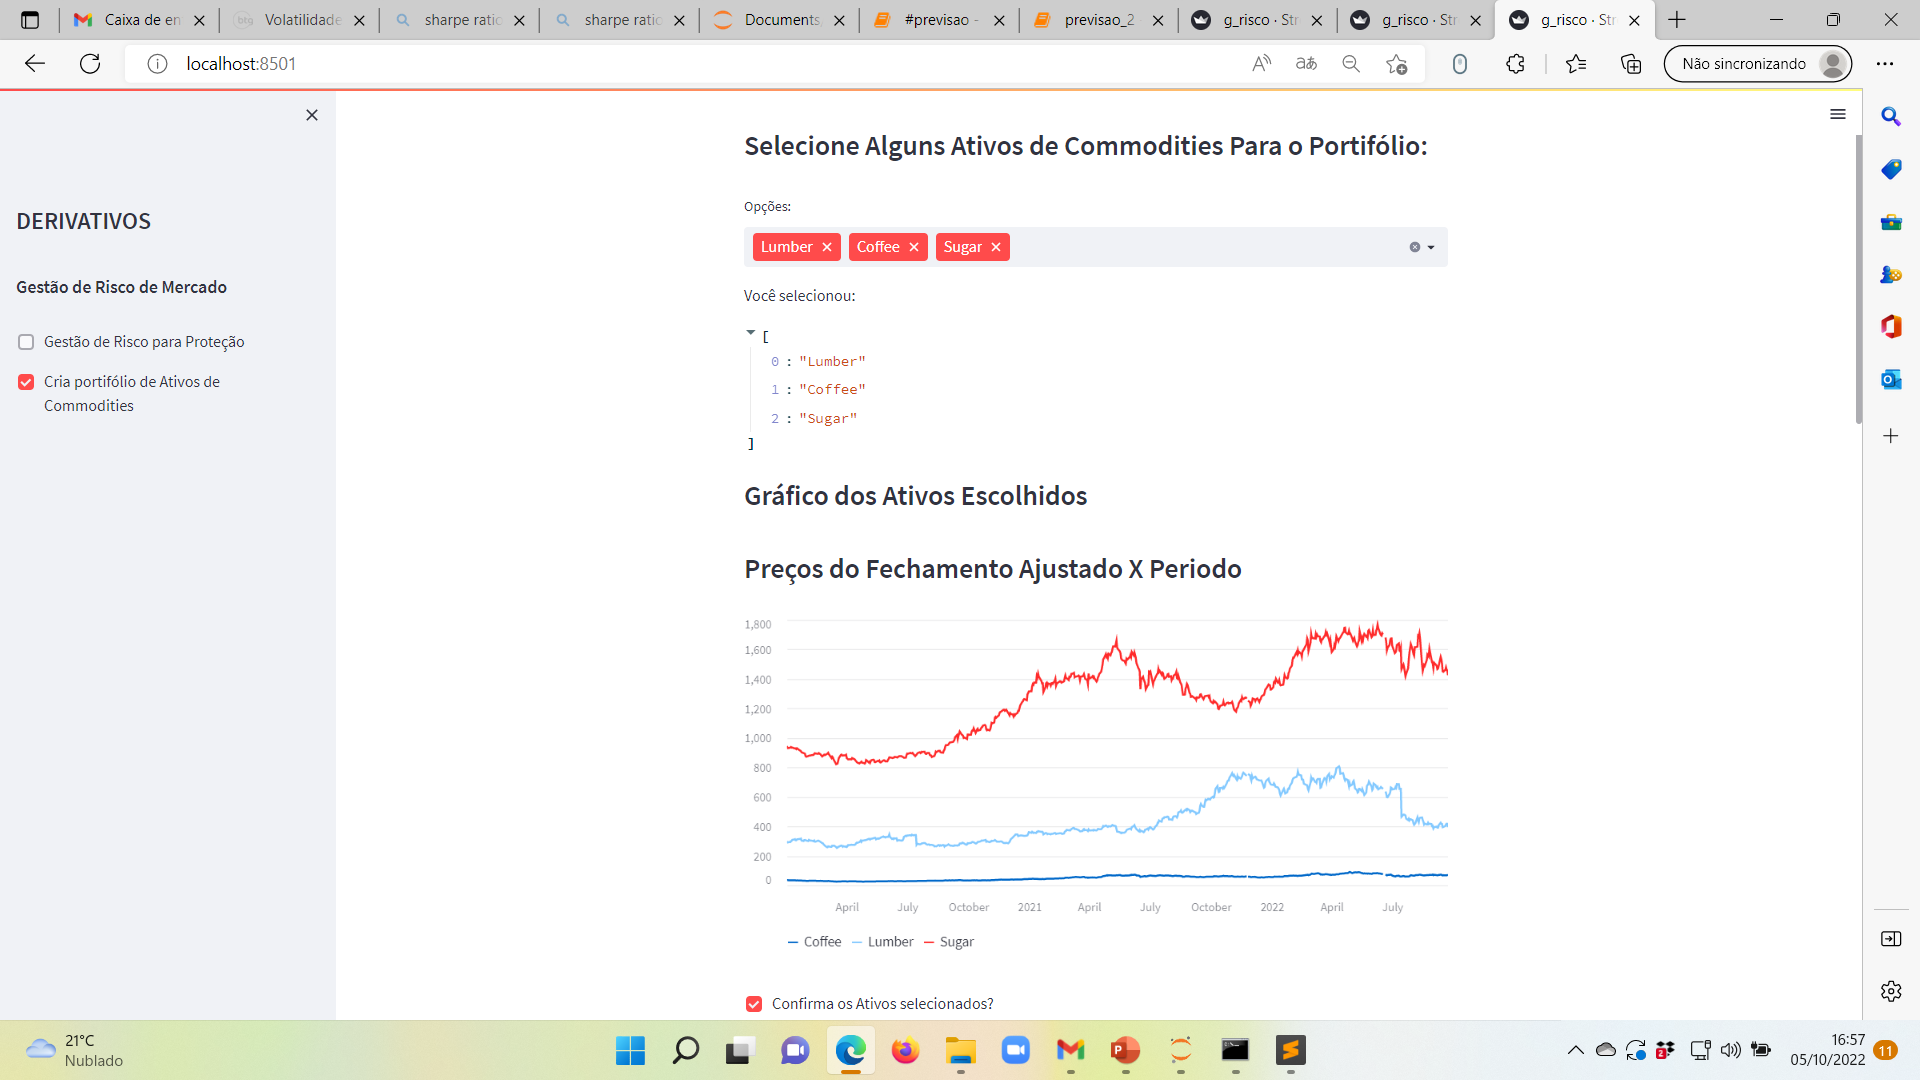 Caixa de en
btg Volatilidade
sharpe ratio
sharpe ratio
Documents
#previsao -
previsao_2
g_risco · Str
g_risco · Str
g_risco · Str
localhost:8501
Não sincronizando
DERIVATIVOS
Gestão de Risco de Mercado
Gestão de Risco para Proteção
Cria portifólio de Ativos de
Commodities
Selecione Alguns Ativos de Commodities Para o Portifólio:
Opções:
Lumber Coffee Sugar
Você selecionou:
[
0 : "Lumber"
1 : "Coffee"
2 : "Sugar"
]
Gráfico dos Ativos Escolhidos
Preços do Fechamento Ajustado X Periodo
1,800
1,600
1,400
1,200
1,000
800
600
400
200
0
April July October 2021 April July October 2022 April July
Coffee Lumber Sugar
Confirma os Ativos selecionados?
21°C
Nublado
16:57
05/10/2022
11
2